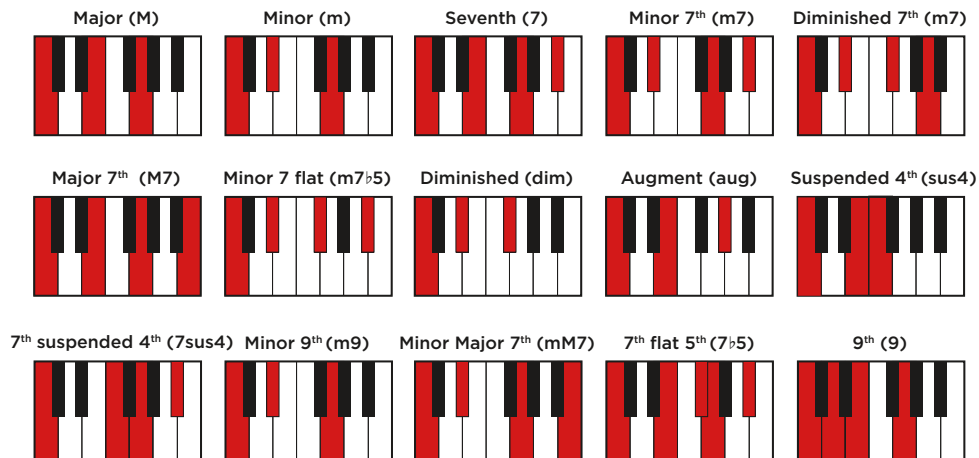 Major (M)
Minor (m)
Seventh (7)
Minor 7th (m7)
Diminished 7th (m7)
Major 7th (M7)
Minor 7 flat (m7♭5)
Diminished (dim)
Augment (aug)
Suspended 4th (sus4)
7th suspended 4th (7sus4)
Minor 9th (m9)
Minor Major 7th (mM7)
7th flat 5th (7♭5)
9th (9)